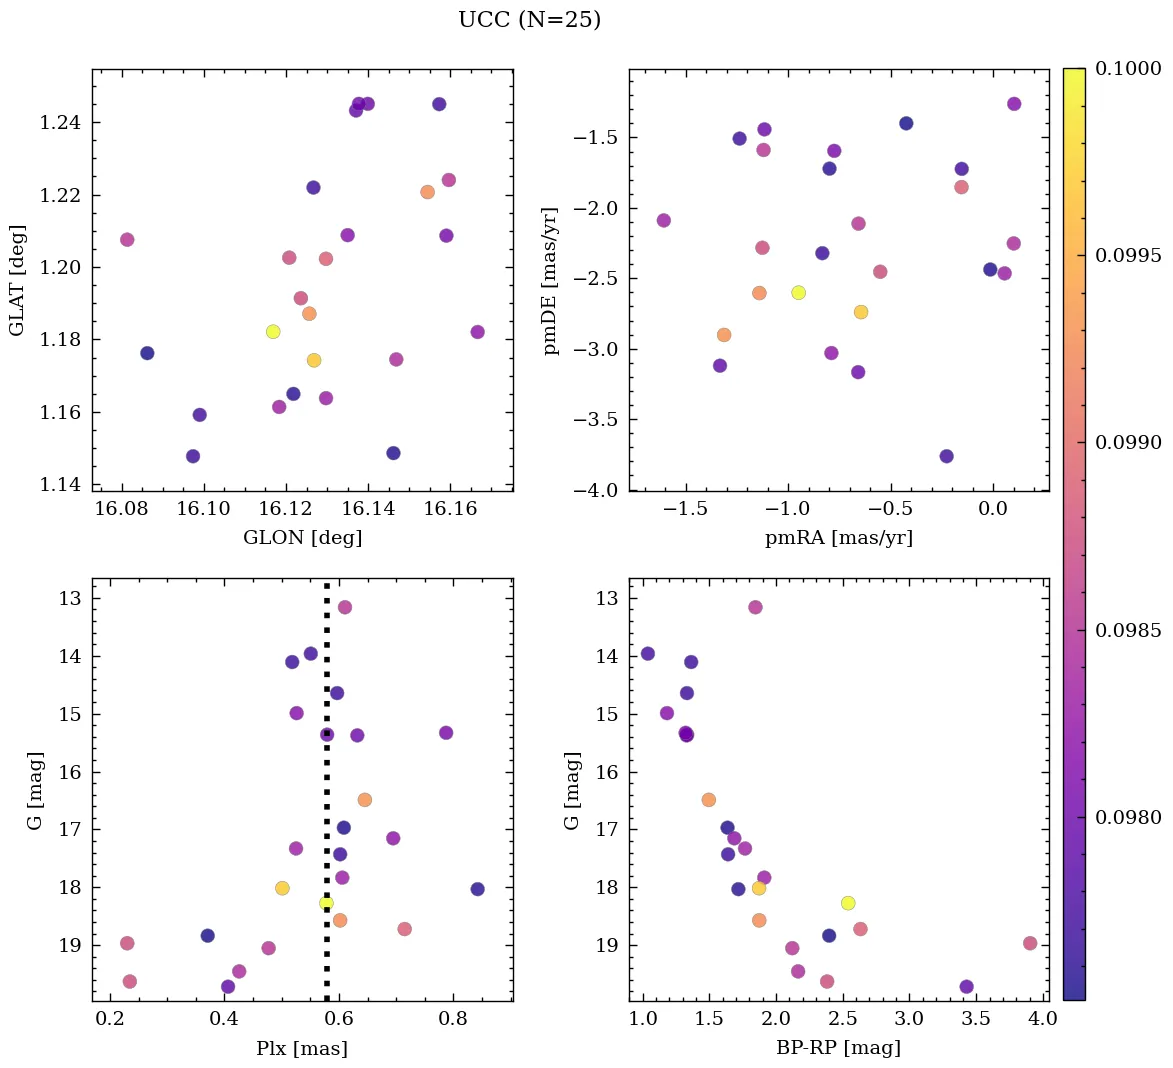 UCC (N=25)
1.24
1.22
1.20
1.18
1.16
1.14
GLAT [deg]
16.08 16.10 16.12 16.14 16.16
GLON [deg]
−1.5
−2.0
−2.5
−3.0
−3.5
−4.0
pmDE [mas/yr]
−1.5 −1.0 −0.5 0.0
pmRA [mas/yr]
13
14
15
16
17
18
19
G [mag]
0.2 0.4 0.6 0.8
Plx [mas]
13
14
15
16
17
18
19
G [mag]
1.0 1.5 2.0 2.5 3.0 3.5 4.0
BP-RP [mag]
0.1000
0.0995
0.0990
0.0985
0.0980